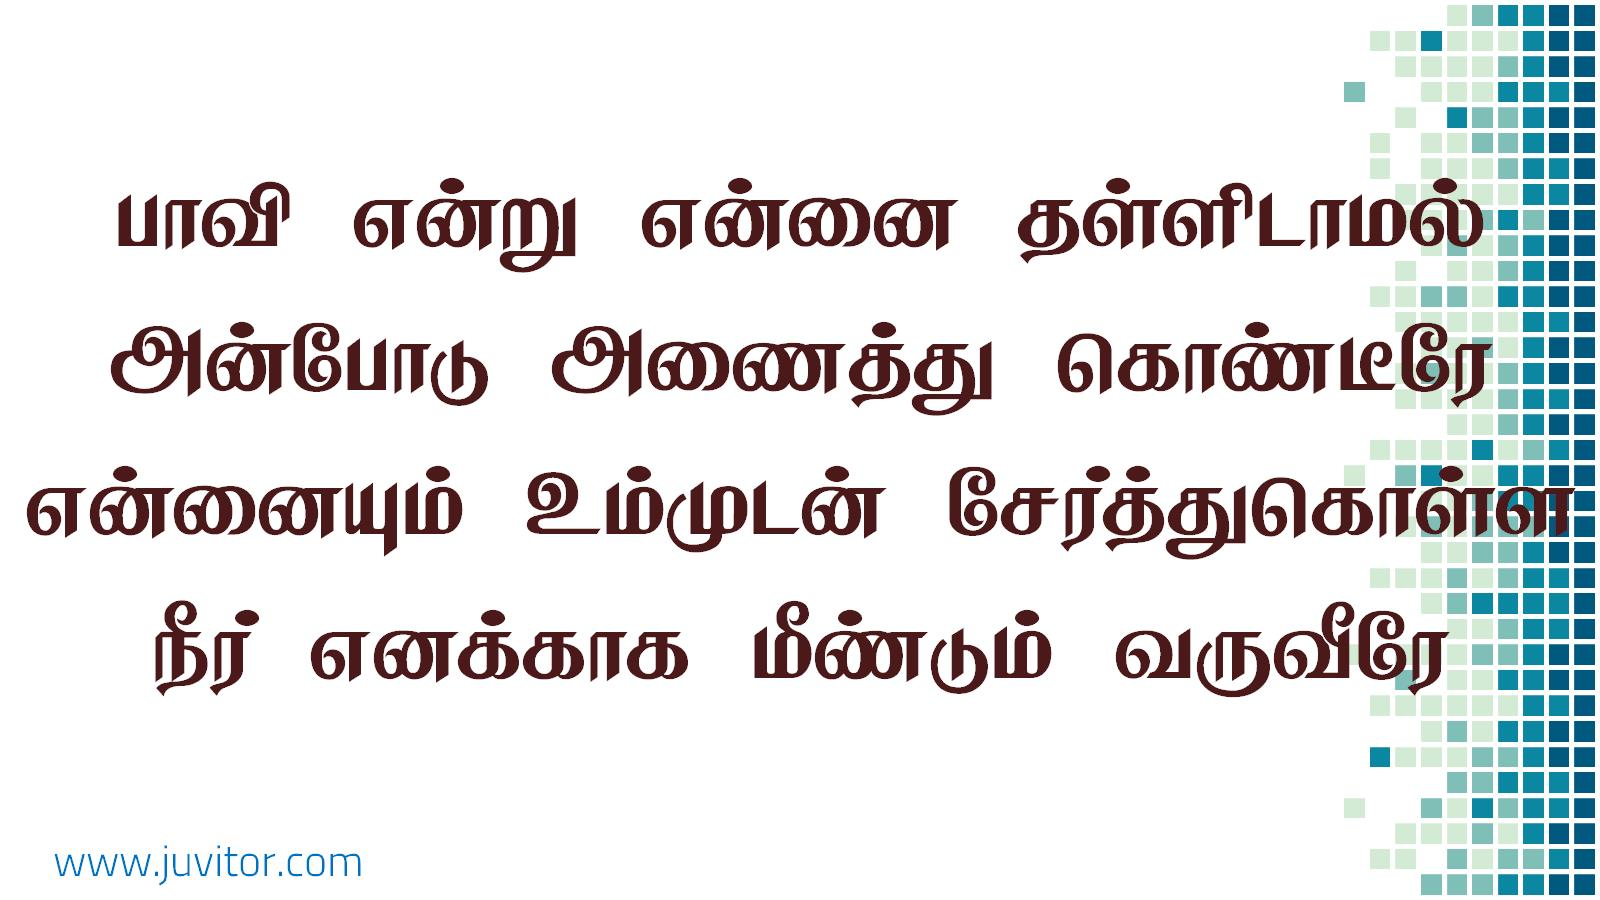 பாவி என்று என்னை தள்ளிடாமல்
அன்போடு அணைத்து கொண்டீரே
என்னையும் உம்முடன் சேர்த்துகொள்ள
நீர் எனக்காக மீண்டும் வருவீரே
www.juvitor.com